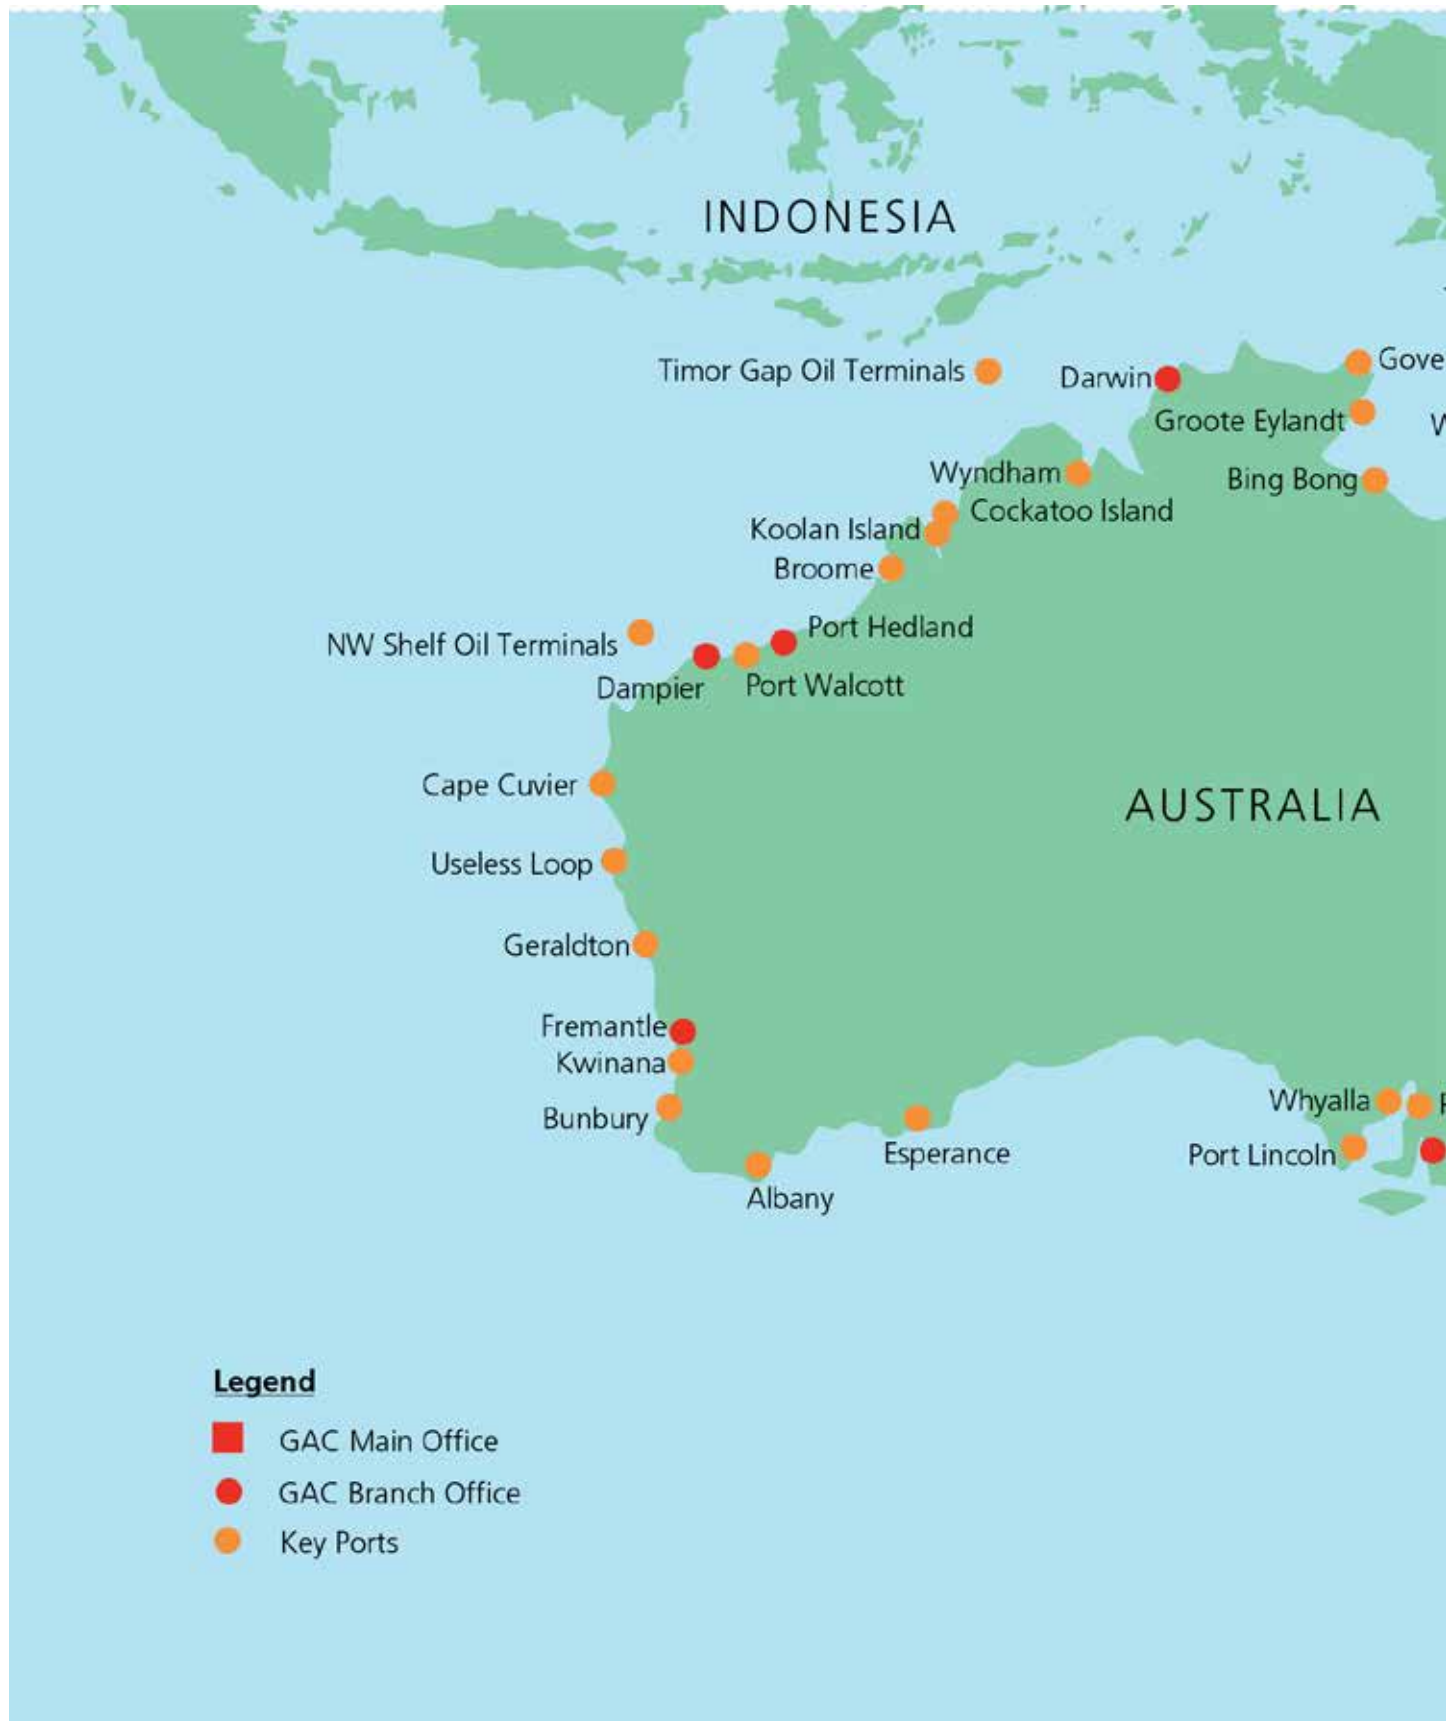 INDONESIA
Timor Gap Oil Terminals
Darwin
Gove
Groote Eylandt
Wyndham
Bing Bong
Cockatoo Island
Koolan Island
Broome
Port Hedland
NW Shelf Oil Terminals
Dampier
Port Walcott
Cape Cuvier
AUSTRALIA
Useless Loop
Geraldton
Fremantle
Kwinana
Whyalla
Bunbury
Esperance
Port Lincoln
Albany
Legend
GAC Main Office
GAC Branch Office
Key Ports